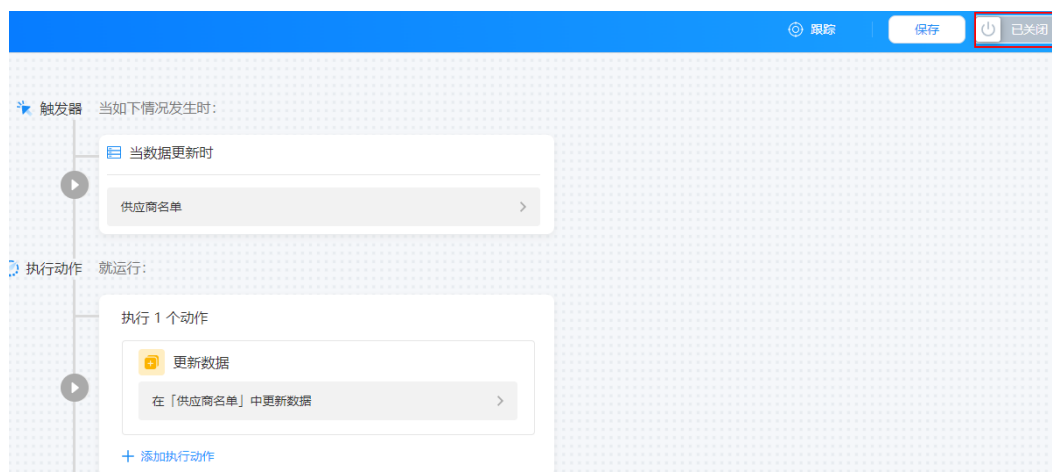 跟踪 保存 已关闭
触发器 当如下情况发生时：
当数据更新时
供应商名单
执行动作 就运行：
执行 1 个动作
更新数据
在「供应商名单」中更新数据
添加执行动作